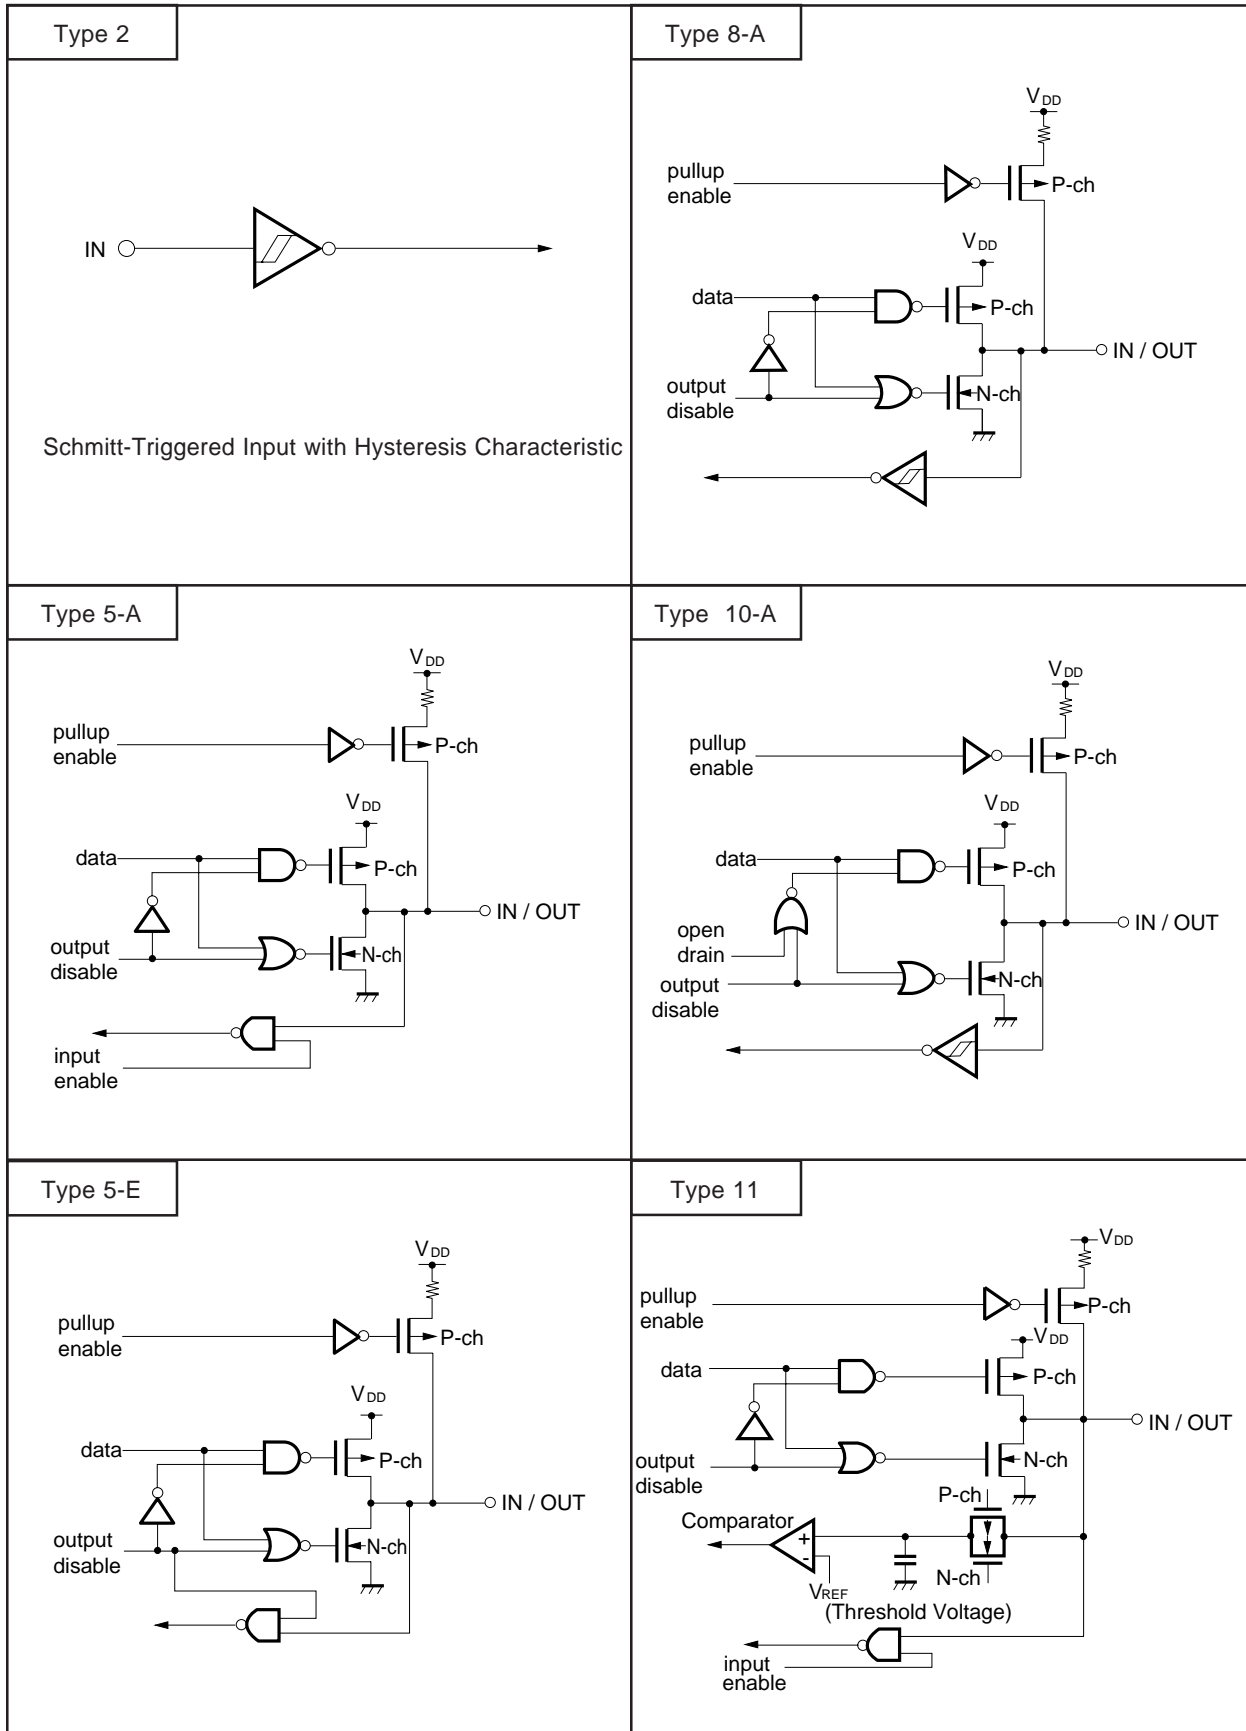 Type 2
IN
Schmitt-Triggered Input with Hysteresis Characteristic
Type 8-A
VDD
pullup
enable
P-ch
VDD
data
P-ch
IN / OUT
output
disable
N-ch
Type 5-A
VDD
pullup
enable
P-ch
VDD
data
P-ch
IN / OUT
output
disable
N-ch
input
enable
Type 10-A
VDD
pullup
enable
P-ch
VDD
data
P-ch
IN / OUT
open
drain
N-ch
output
disable
Type 5-E
VDD
pullup
enable
P-ch
VDD
data
P-ch
IN / OUT
output
disable
N-ch
Type 11
VDD
pullup
enable
P-ch
VDD
data
P-ch
IN / OUT
output
disable
N-ch
P-ch
Comparator
+
-
N-ch
VREF
(Threshold Voltage)
input
enable